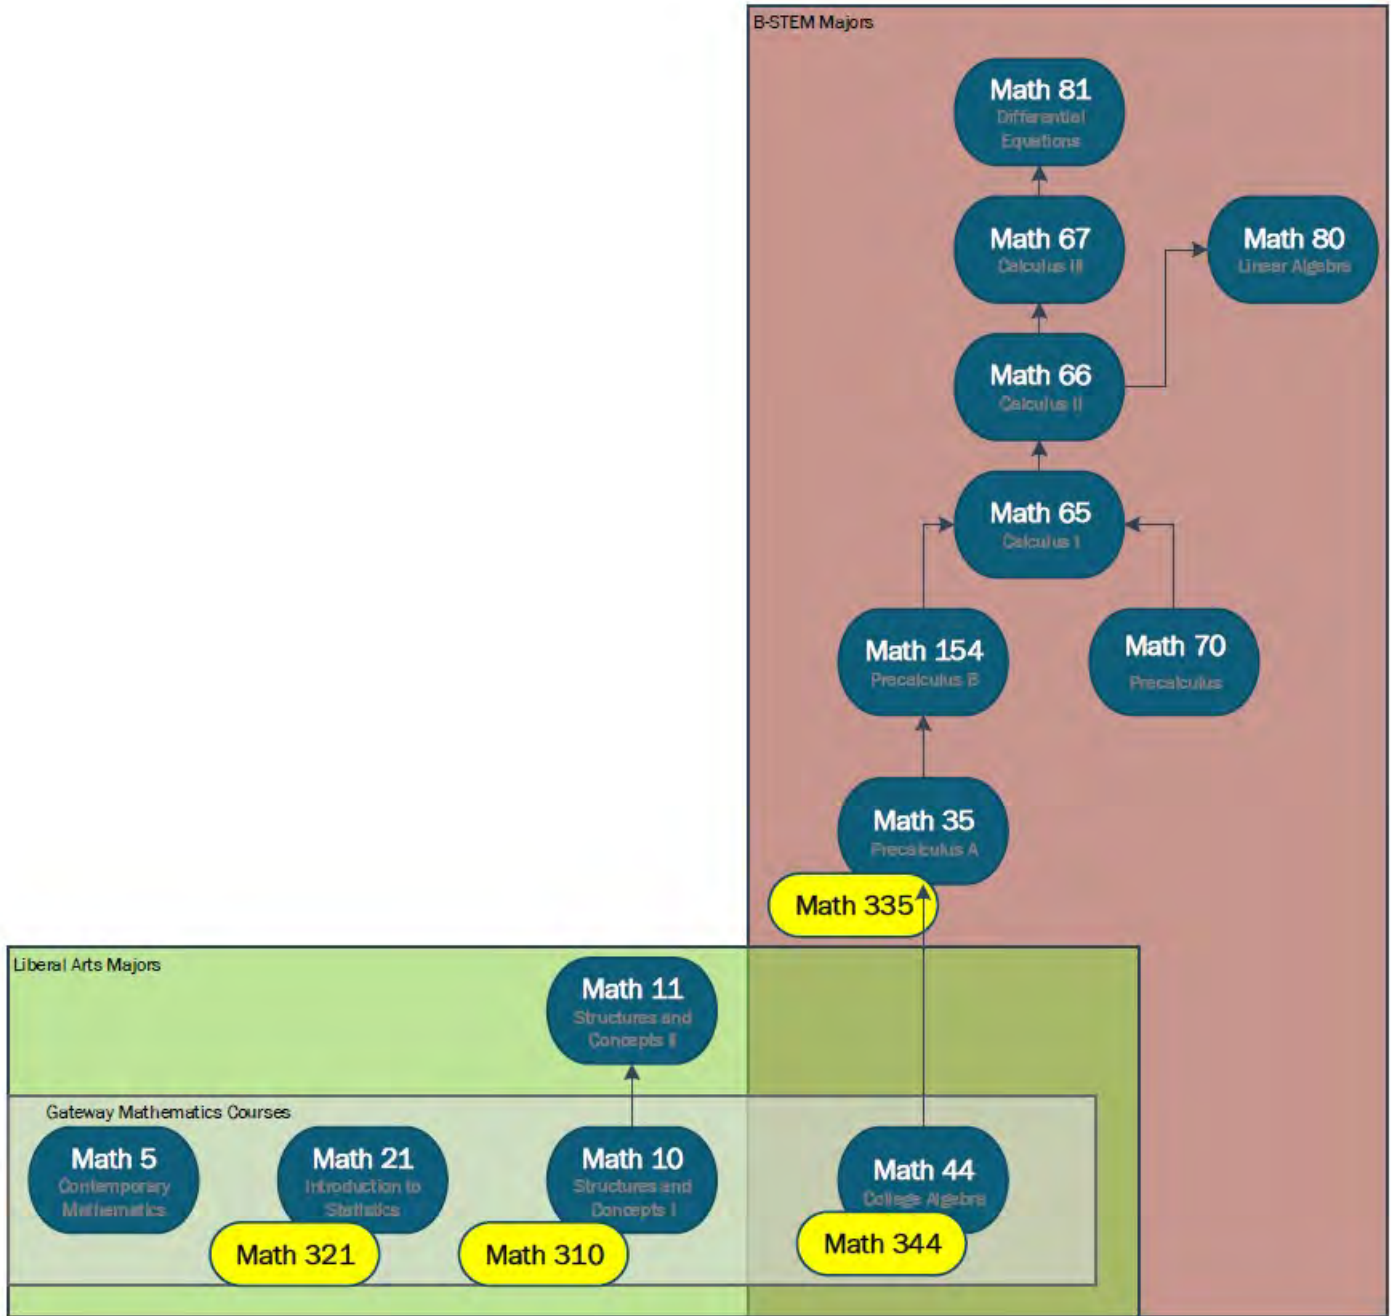 B-STEM Majors
Math 81
Differential
Equations
Math 67
Calculus III
Math 80
Linear Algebra
Math 66
Calculus II
Math 65
Calculus I
Math 154
Precalculus B
Math 70
Precalculus
Math 35
Precalculus A
Math 335
Liberal Arts Majors
Math 11
Structures and
Concepts II
Gateway Mathematics Courses
Math 5
Contemporary
Mathematics
Math 21
Introduction to
Statistics
Math 10
Structures and
Concepts I
Math 44
College Algebra
Math 321
Math 310
Math 344